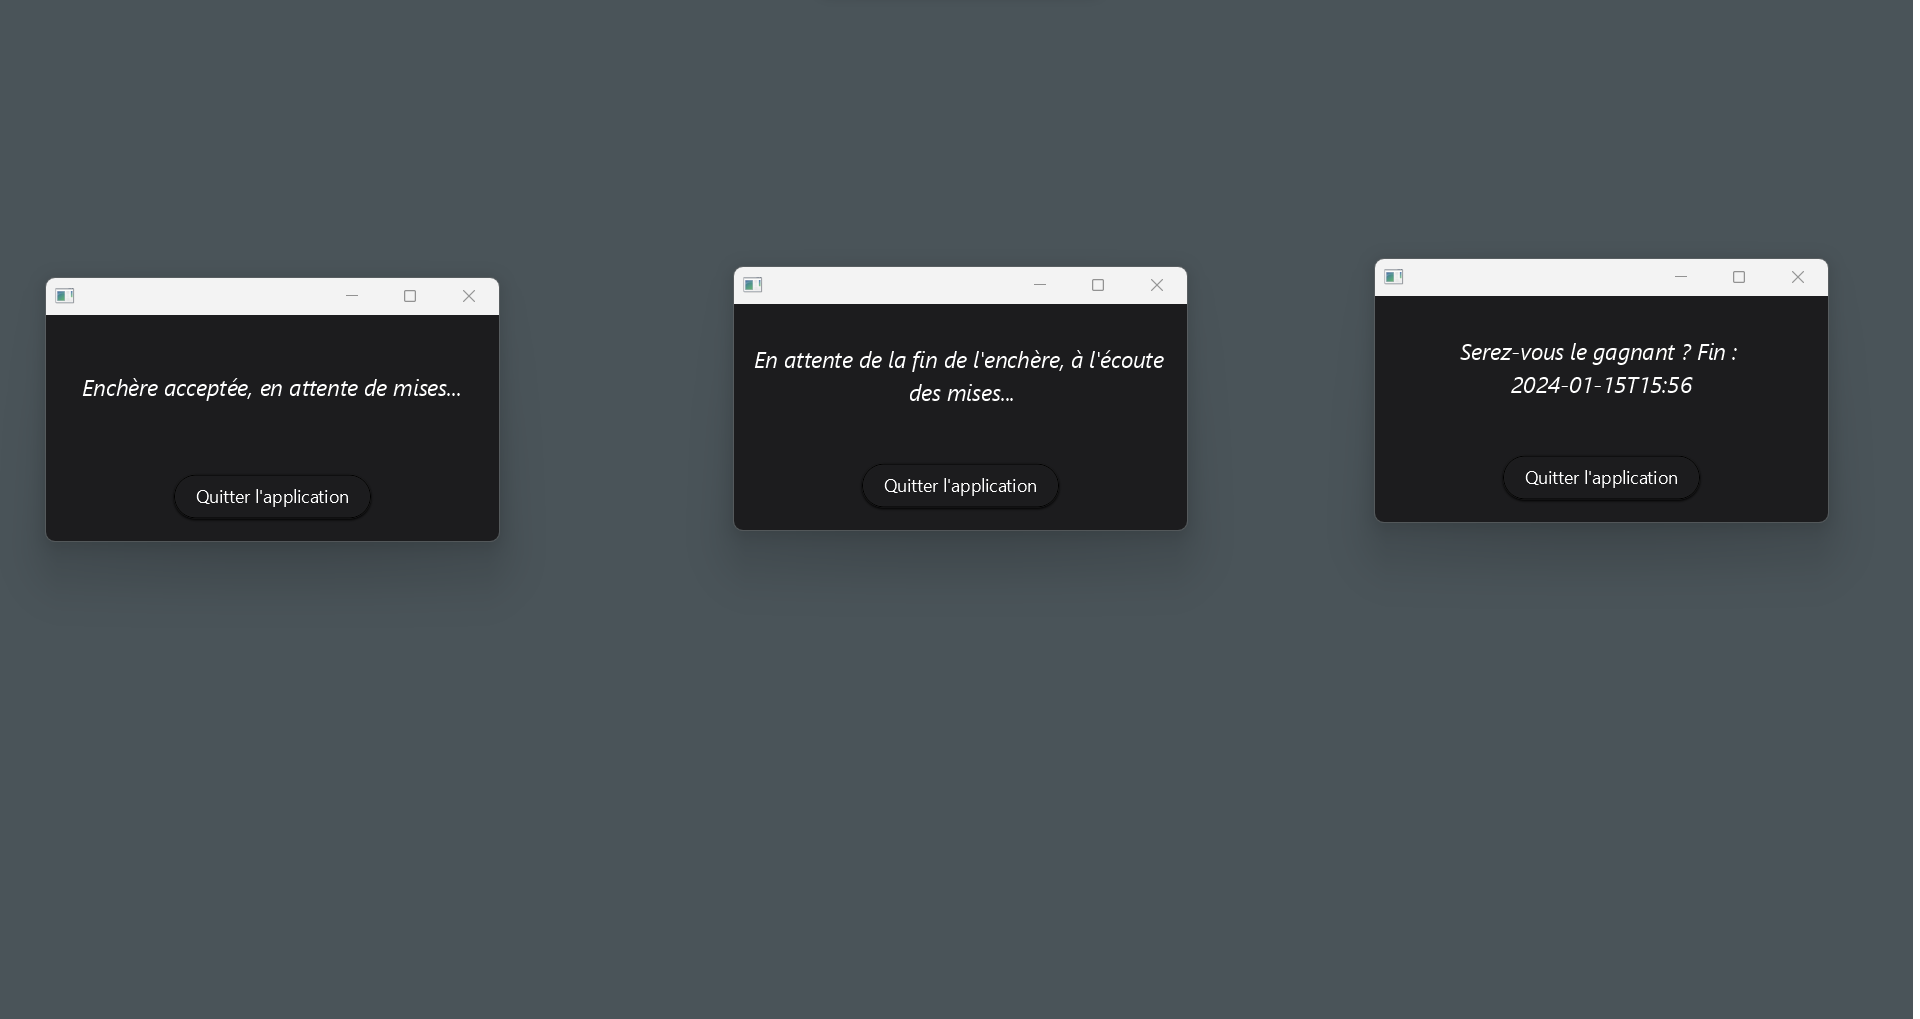 Enchère acceptée, en attente de mises...
Quitter l'application
En attente de la fin de l'enchère, à l'écoute
des mises...
Quitter l'application
Serez-vous le gagnant ? Fin :
2024-01-15T15:56
Quitter l'application